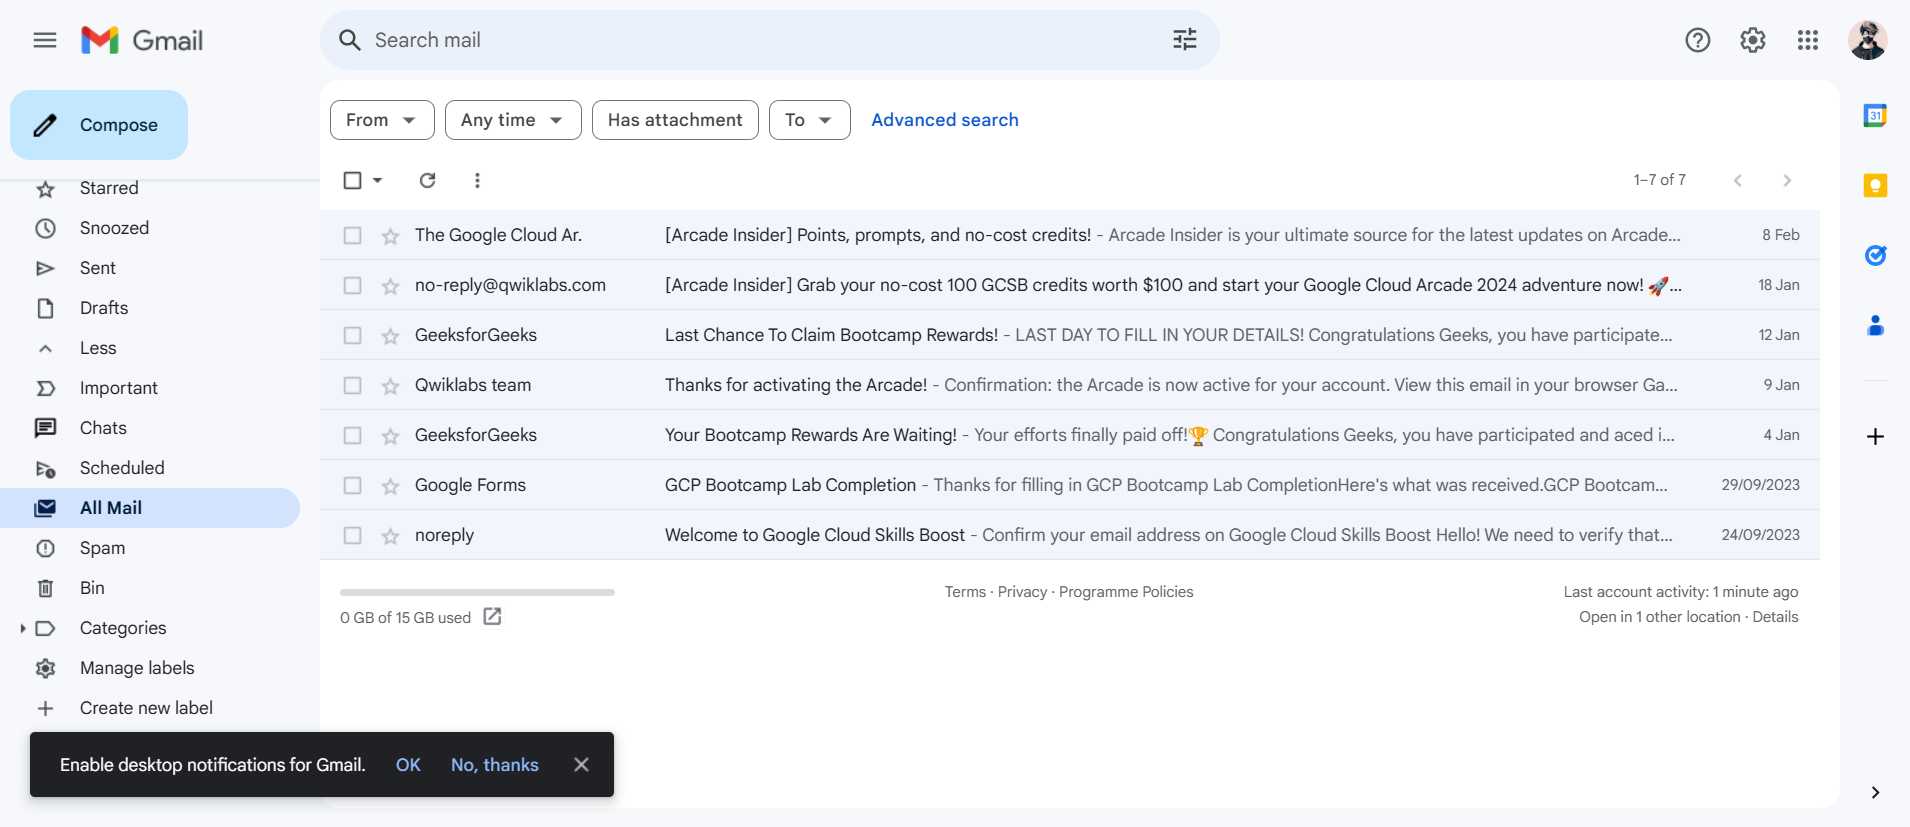 Gmail
Search mail
Compose
Starred
Snoozed
Sent
Drafts
Less
Important
Chats
Scheduled
All Mail
Spam
Bin
Categories
Manage labels
Create new label
From Any time Has attachment To Advanced search
1–7 of 7
The Google Cloud Ar. [Arcade Insider] Points, prompts, and no-cost credits! - Arcade Insider is your ultimate source for the latest updates on Arcade... 8 Feb
no-reply@qwiklabs.com [Arcade Insider] Grab your no-cost 100 GCSB credits worth $100 and start your Google Cloud Arcade 2024 adventure now! 🚀... 18 Jan
GeeksforGeeks Last Chance To Claim Bootcamp Rewards! - LAST DAY TO FILL IN YOUR DETAILS! Congratulations Geeks, you have participate... 12 Jan
Qwiklabs team Thanks for activating the Arcade! - Confirmation: the Arcade is now active for your account. View this email in your browser Ga... 9 Jan
GeeksforGeeks Your Bootcamp Rewards Are Waiting! - Your efforts finally paid off!🏆 Congratulations Geeks, you have participated and aced i... 4 Jan
Google Forms GCP Bootcamp Lab Completion - Thanks for filling in GCP Bootcamp Lab CompletionHere's what was received.GCP Bootcam... 29/09/2023
noreply Welcome to Google Cloud Skills Boost - Confirm your email address on Google Cloud Skills Boost Hello! We need to verify that... 24/09/2023
0 GB of 15 GB used
Terms · Privacy · Programme Policies
Last account activity: 1 minute ago
Open in 1 other location · Details
Enable desktop notifications for Gmail. OK No, thanks
31